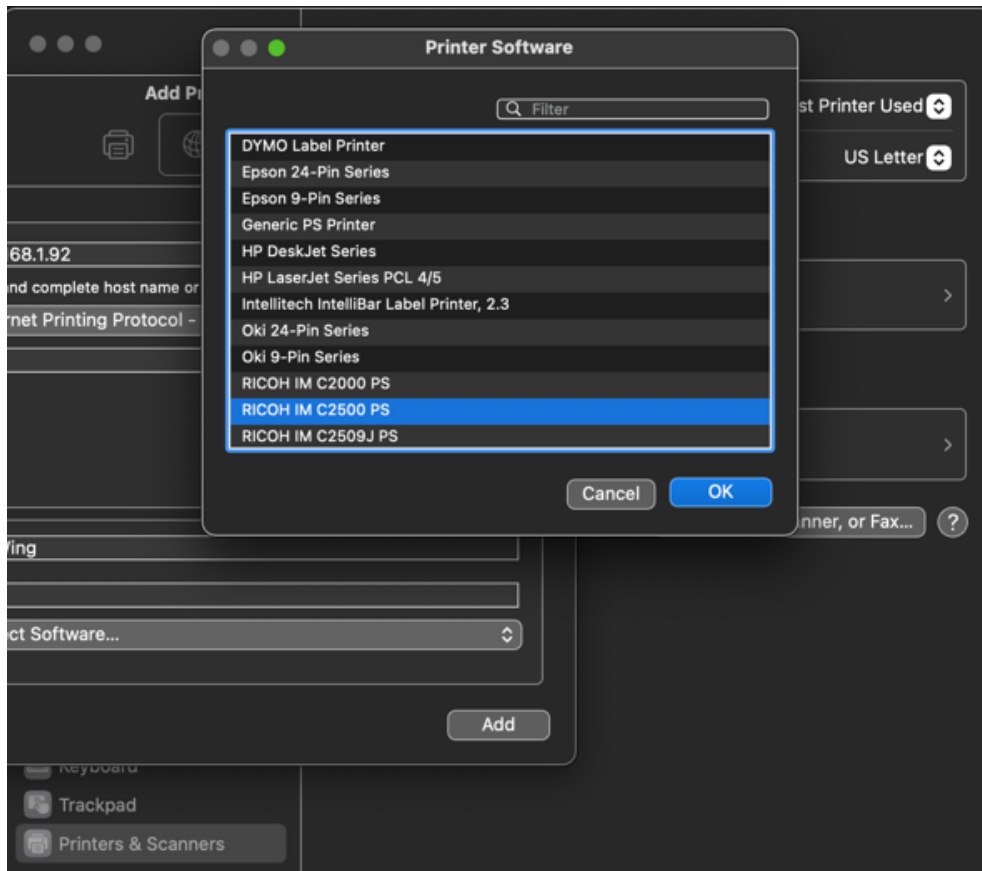 Printer Software
Add P
Filter
st Printer Used
US Letter
DYMO Label Printer
Epson 24-Pin Series
Epson 9-Pin Series
Generic PS Printer
HP DeskJet Series
HP LaserJet Series PCL 4/5
Intellitech IntelliBar Label Printer, 2.3
Oki 24-Pin Series
Oki 9-Pin Series
RICOH IM C2000 PS
RICOH IM C2500 PS
RICOH IM C2509J PS
68.1.92
and complete host name or
rnet Printing Protocol -
Cancel
OK
nner, or Fax...
?
Wing
ct Software...
Add
Keyboard
Trackpad
Printers & Scanners